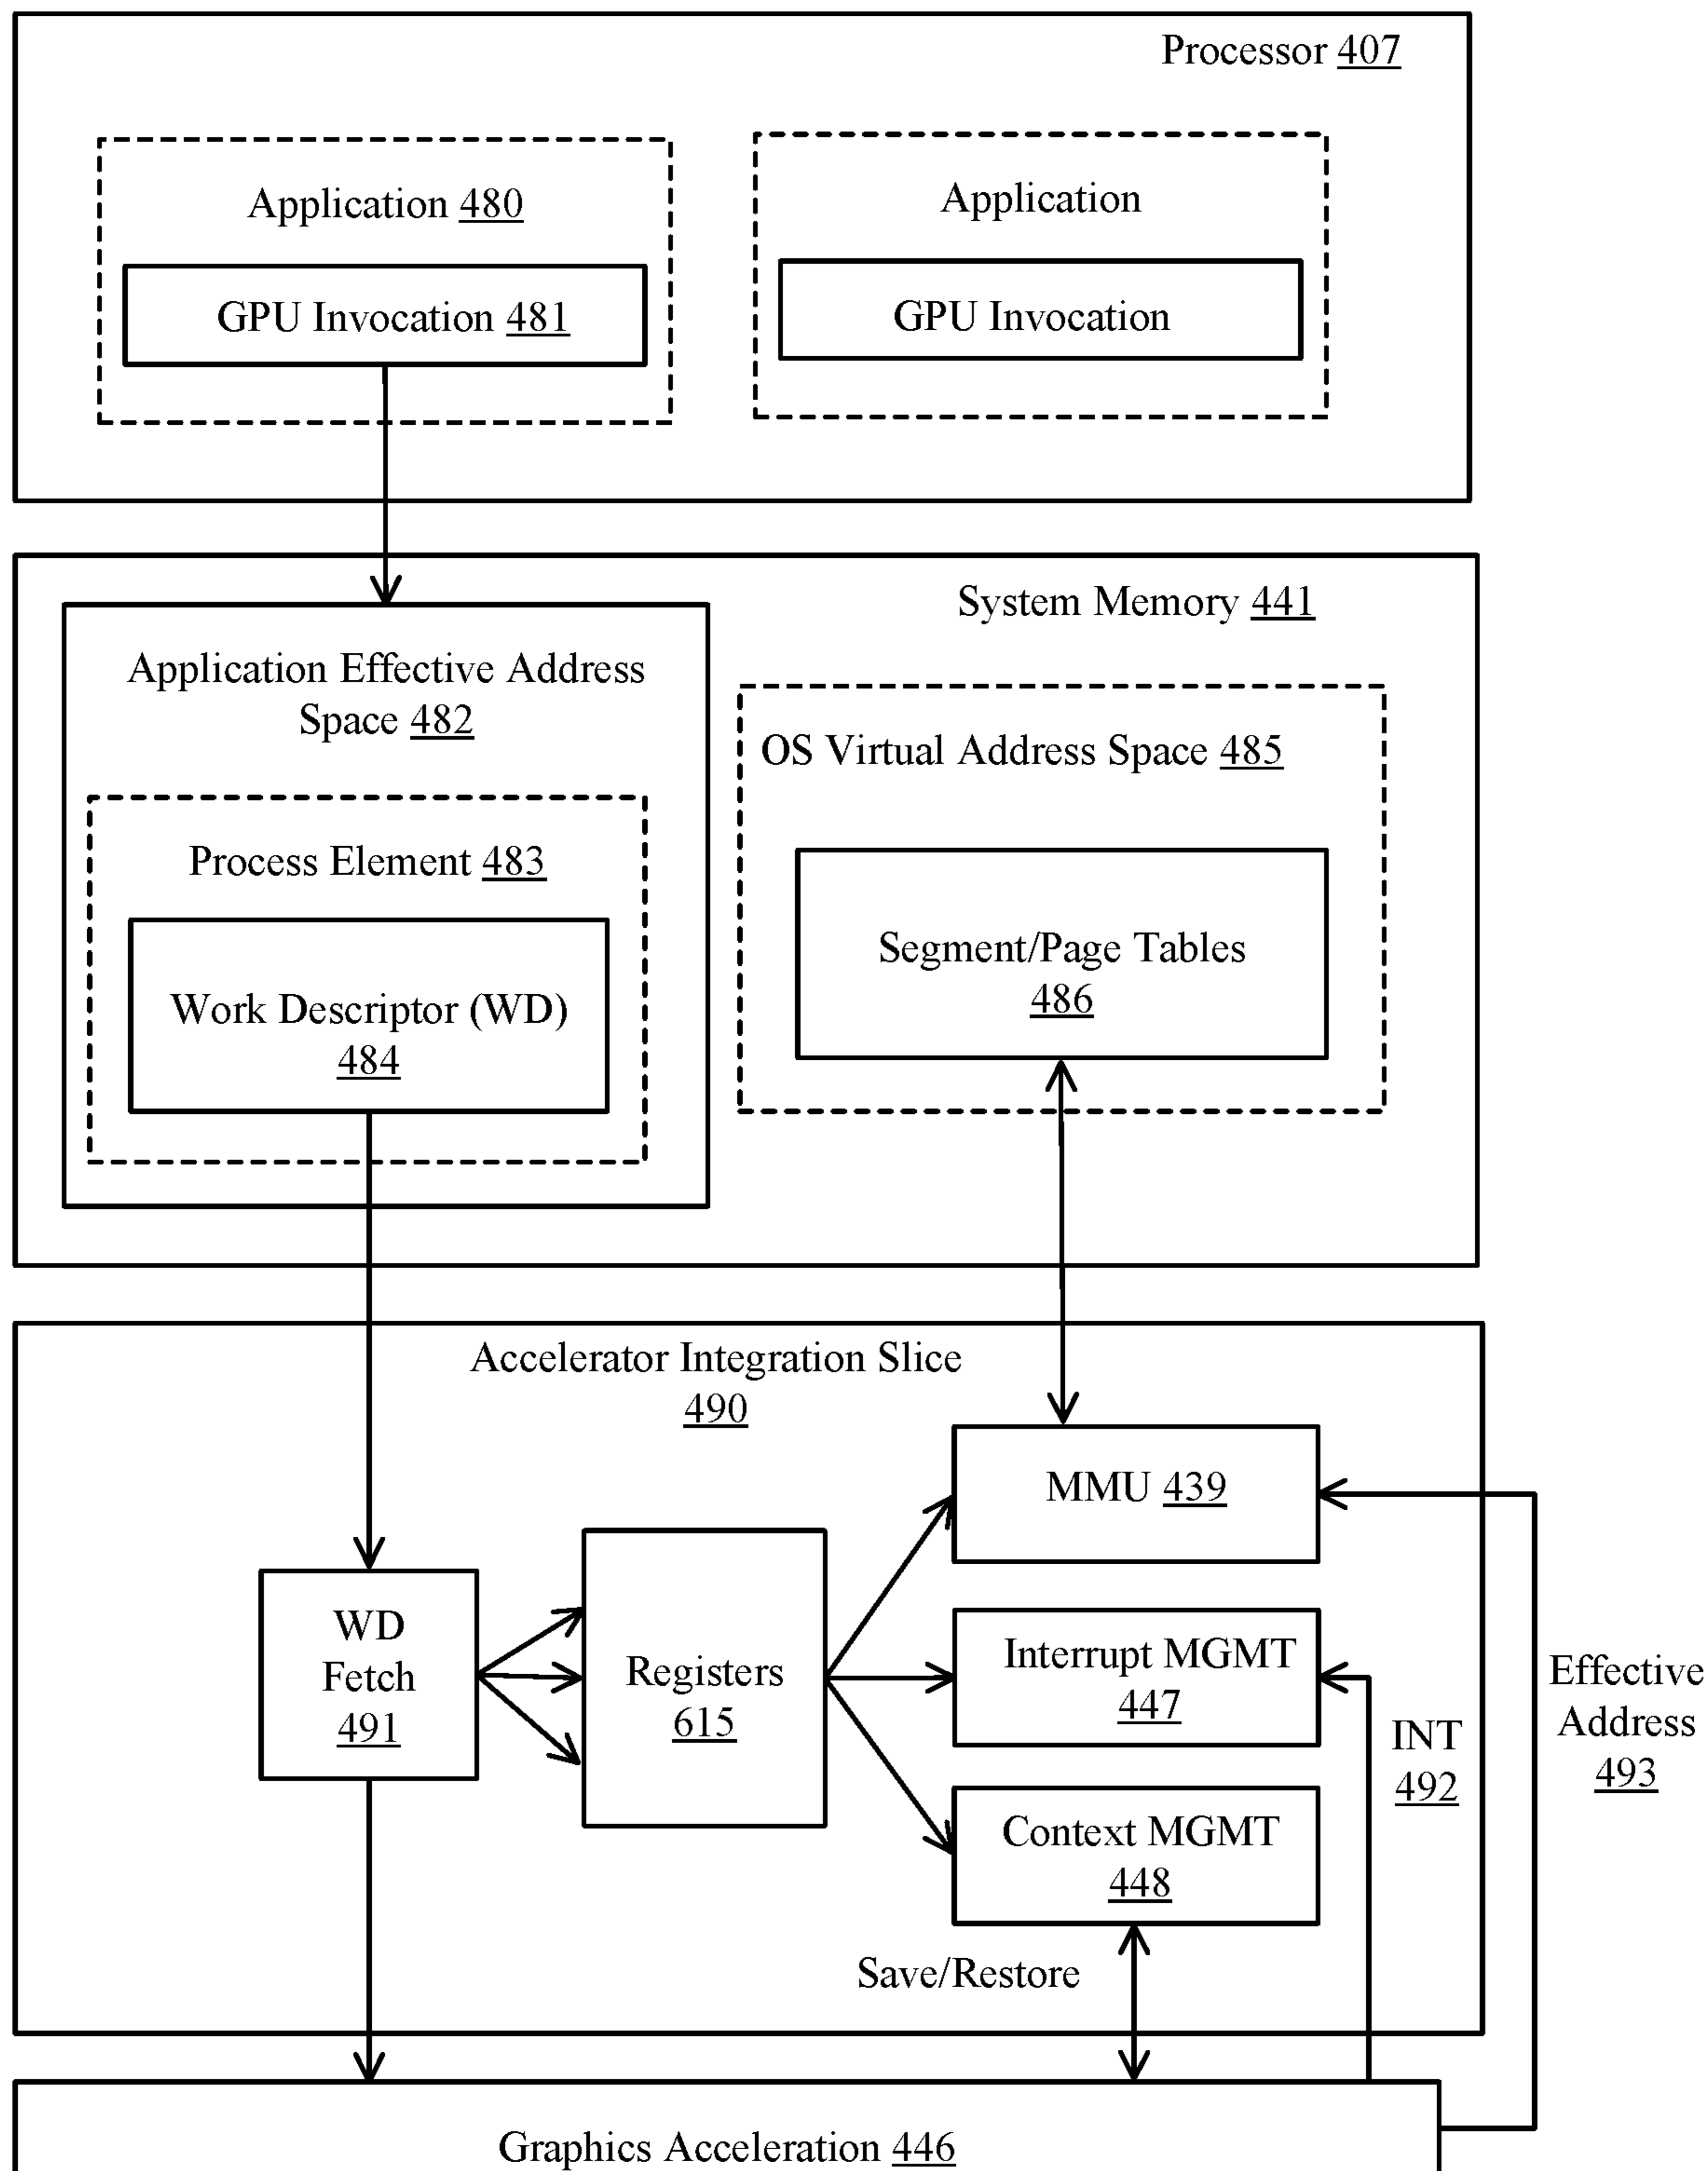 Processor 407
Application 480
GPU Invocation 481
Application
GPU Invocation
System Memory 441
Application Effective Address
Space 482
Process Element 483
Work Descriptor (WD)
484
OS Virtual Address Space 485
Segment/Page Tables
486
Accelerator Integration Slice
490
WD
Fetch
491
Registers
615
MMU 439
Interrupt MGMT
447
Context MGMT
448
Save/Restore
INT
492
Effective
Address
493
Graphics Acceleration 446